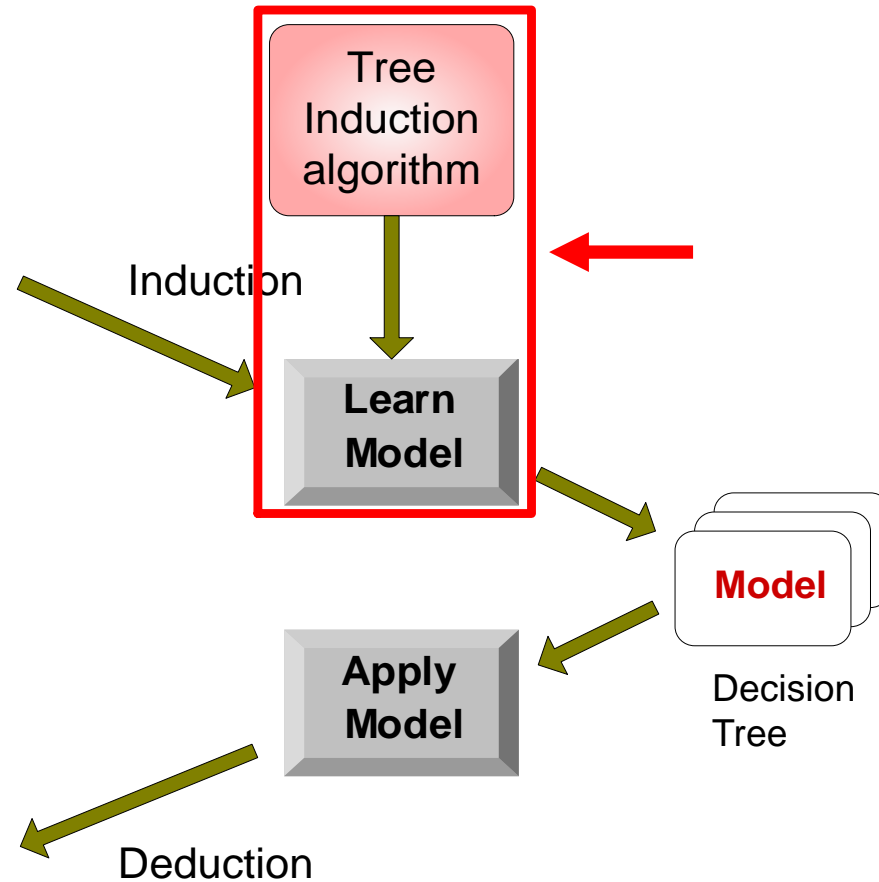 Tree
Induction
algorithm
Induction
Learn
Model
Model
Apply
Model
Decision
Tree
Deduction